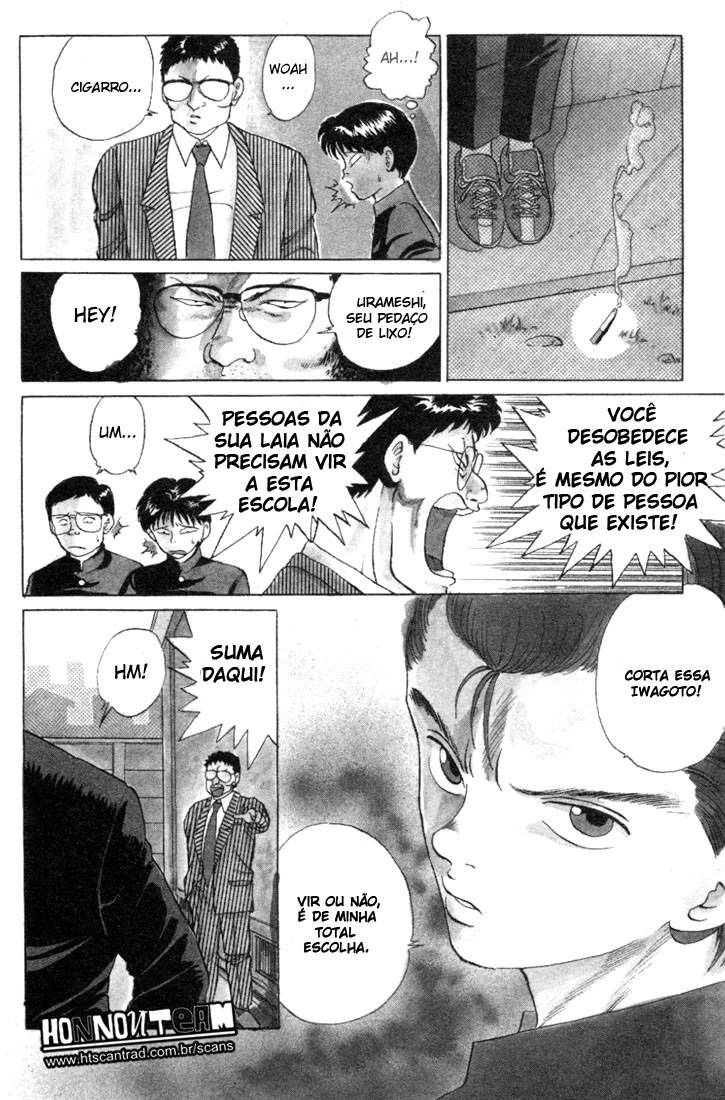 AH...!
WOAH
...
CIGARRO...
URAMESHI,
SEU PEDAÇO
DE LIXO!
HEY!
VOCÊ
DESOBEDECE
AS LEIS,
É MESMO DO PIOR
TIPO DE PESSOA
QUE EXISTE!
PESSOAS DA
SUA LAIA NÃO
PRECISAM VIR
A ESTA
ESCOLA!
UM...
CORTA ESSA
IWAGOTO!
VIR OU NÃO,
É DE MINHA
TOTAL
ESCOLHA.
SUMA
DAQUI!
HM!
HONNOU TEAM
www.htscantrad.com.br/scans